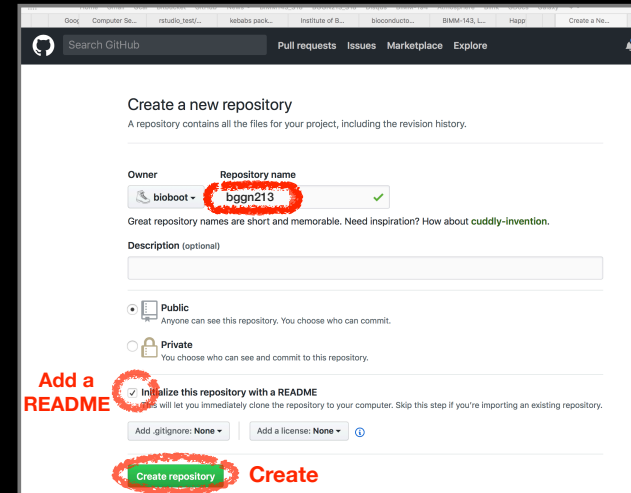 Goog Computer Se... rstudio_test/... kebabs pack... Institute of B... bioconducto... BIMM-143, L... Happ Create a Ne...
Search GitHub Pull requests Issues Marketplace Explore
Create a new repository
A repository contains all the files for your project, including the revision history.
Owner Repository name
bioboot bggn213
Great repository names are short and memorable. Need inspiration? How about cuddly-invention.
Description (optional)
Public
Anyone can see this repository. You choose who can commit.
Private
You choose who can see and commit to this repository.
Add a
README
Initialize this repository with a README
This will let you immediately clone the repository to your computer. Skip this step if you're importing an existing repository.
Add .gitignore: None Add a license: None
Create repository Create